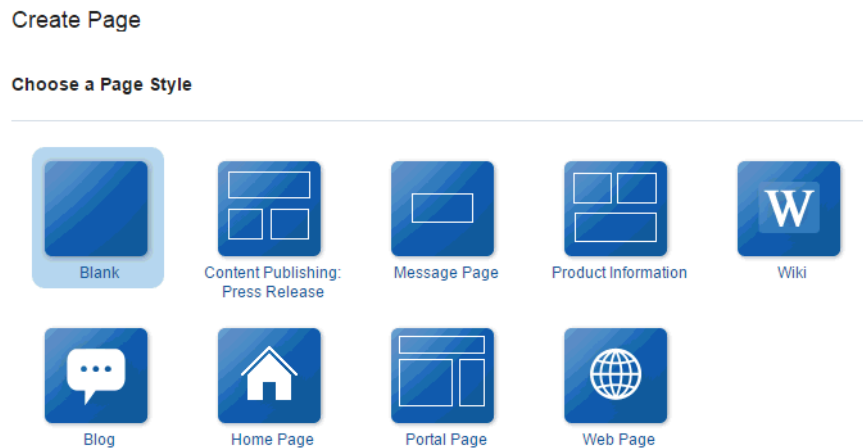 Create Page
Choose a Page Style
Blank
Content Publishing:
Press Release
Message Page
Product Information
W
Wiki
Blog
Home Page
Portal Page
Web Page